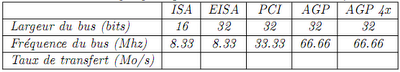 ISA EISA PCI AGP AGP 4x
Largeur du bus (bits) 16 32 32 32 32
Fréquence du bus (Mhz) 8.33 8.33 33.33 66.66 66.66
Taux de transfert (Mo/s)